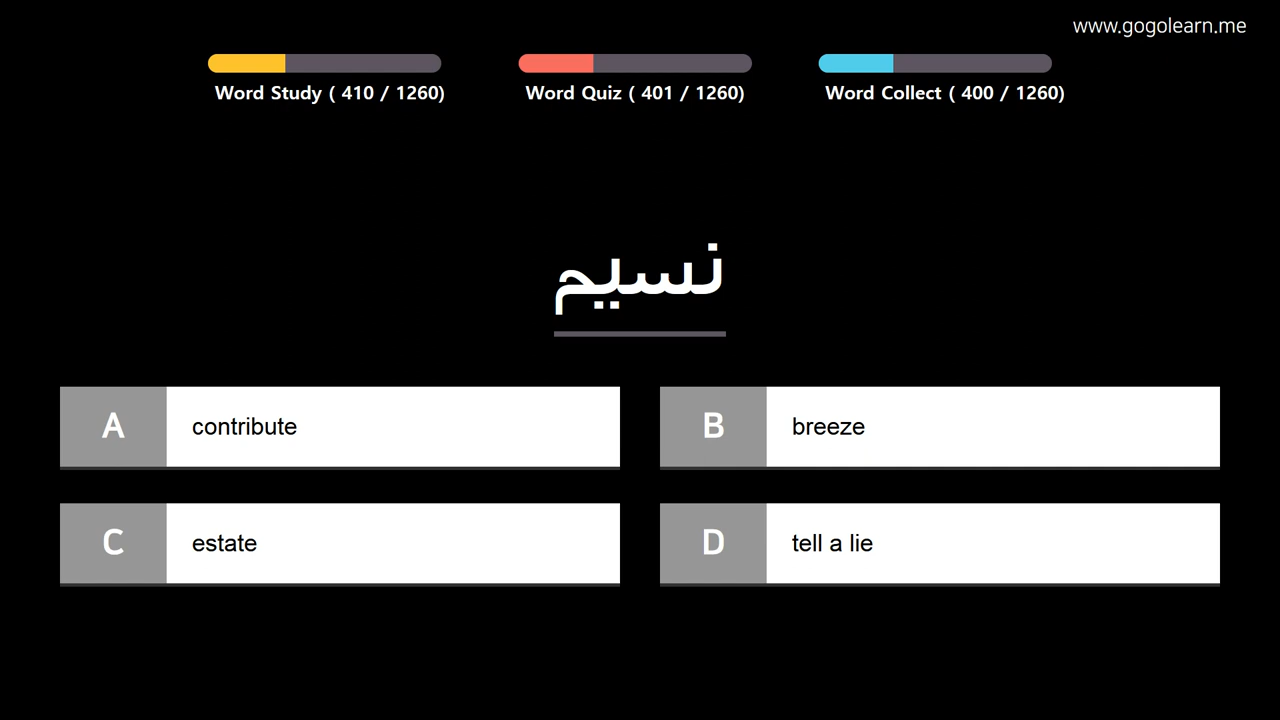 www.gogolearn.me
Word Study ( 410 / 1260)
Word Quiz ( 401 / 1260)
Word Collect ( 400 / 1260)
نسيم
A contribute
B breeze
C estate
D tell a lie